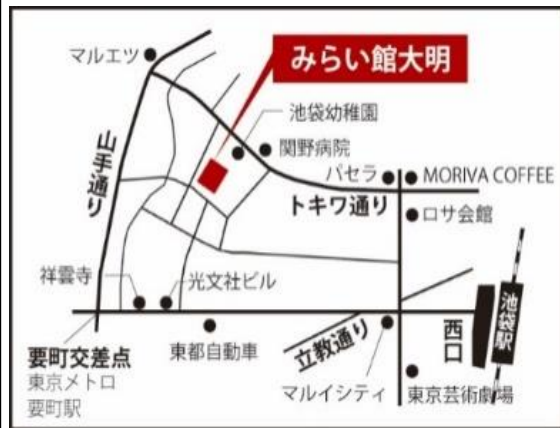 マルエツ
みらい館大明
池袋幼稚園
関野病院
山手通り
パセラ
MORIVA COFFEE
トキワ通り
ロサ会館
祥雲寺
光文社ビル
池袋駅
西口
立教通り
要町交差点
東京メトロ
要町駅
東都自動車
マルイシティ
東京芸術劇場